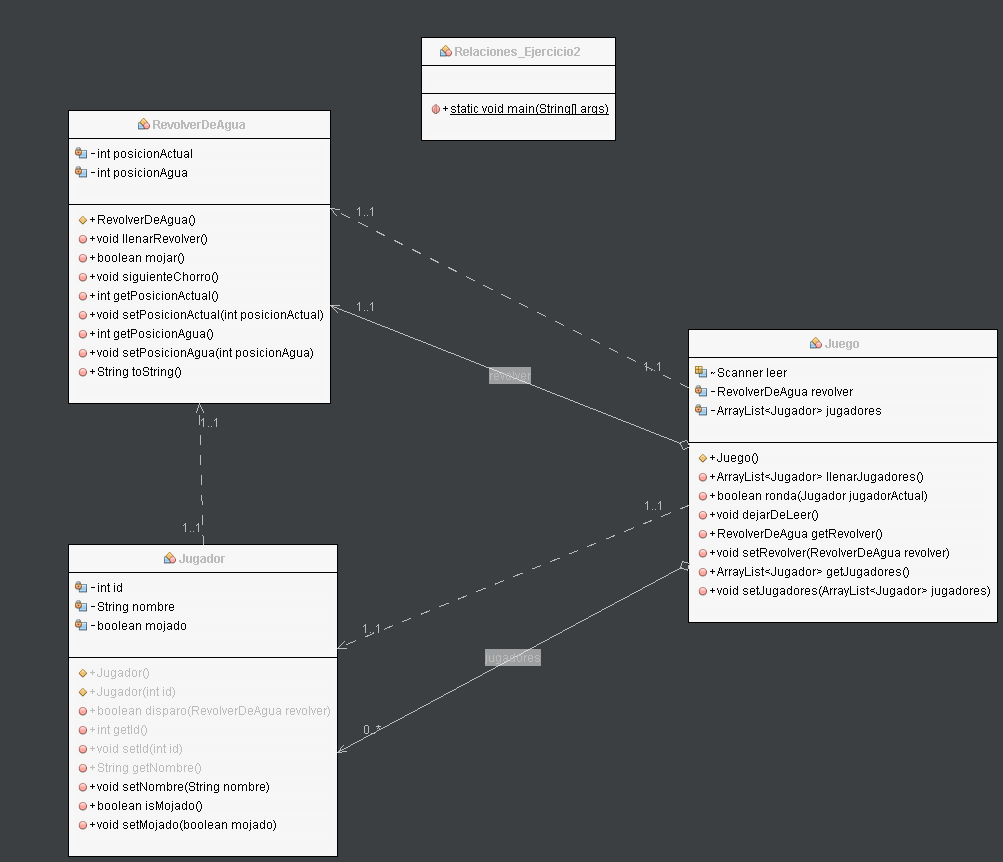 Relaciones_Ejercicio2
+static void main(String[] args)
RevolverDeAgua
-int posicionActual
-int posicionAgua
+RevolverDeAgua()
+void llenarRevolver()
+boolean mojar()
+void siguienteChorro()
+int getPosicionActual()
+void setPosicionActual(int posicionActual)
+int getPosicionAgua()
+void setPosicionAgua(int posicionAgua)
+String toString()
1..1
1..1
revolver
1..1
Juego
~Scanner leer
-RevolverDeAgua revolver
-ArrayList<Jugador> jugadores
+Juego()
+ArrayList<Jugador> llenarJugadores()
+boolean ronda(Jugador jugadorActual)
+void dejarDeLeer()
+RevolverDeAgua getRevolver()
+void setRevolver(RevolverDeAgua revolver)
+ArrayList<Jugador> getJugadores()
+void setJugadores(ArrayList<Jugador> jugadores)
1..1
1..1
1..1
1..1
jugadores
0..*
Jugador
-int id
-String nombre
-boolean mojado
+Jugador()
+Jugador(int id)
+boolean disparo(RevolverDeAgua revolver)
+int getId()
+void setId(int id)
+String getNombre()
+void setNombre(String nombre)
+boolean isMojado()
+void setMojado(boolean mojado)